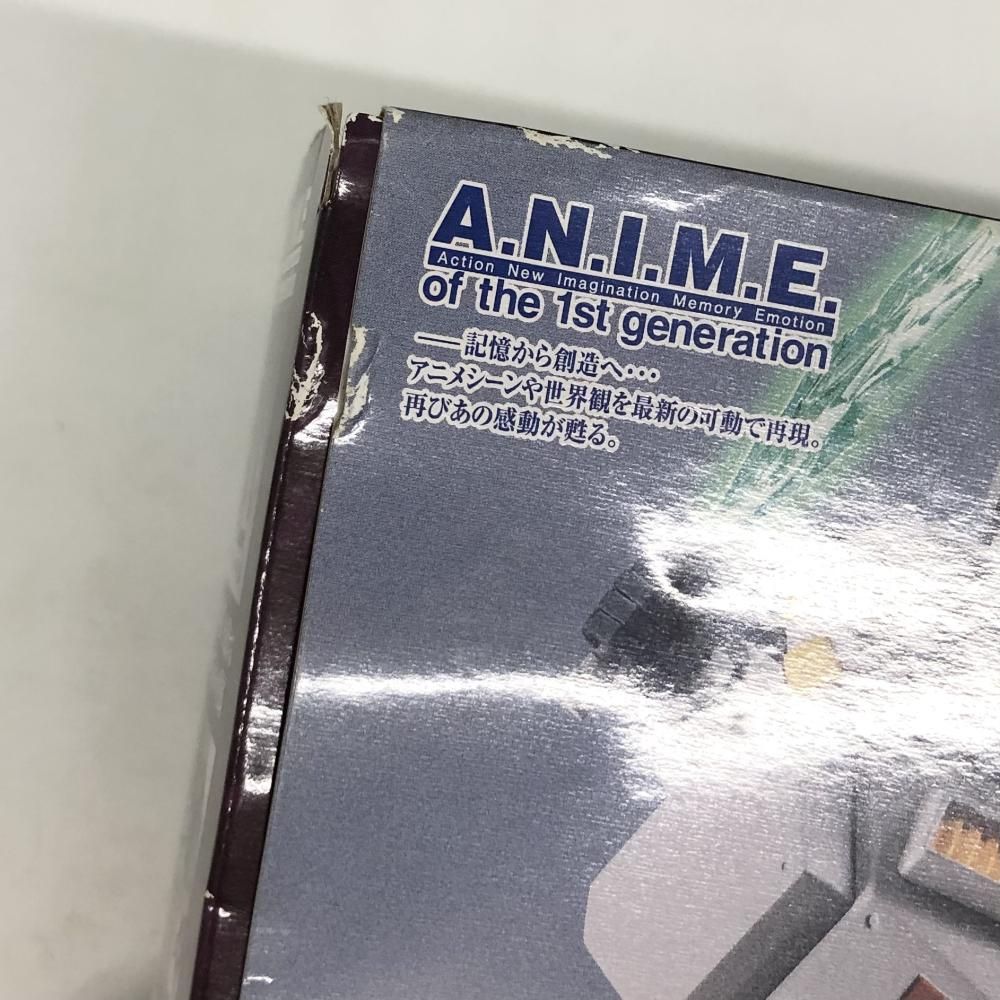 A.N.I.M.E.
Action New Imagination Memory Emotion
of the 1st generation
──記憶から創造へ・・・
アニメシーンや世界観を最新の可動で再現。
再びあの感動が甦る。